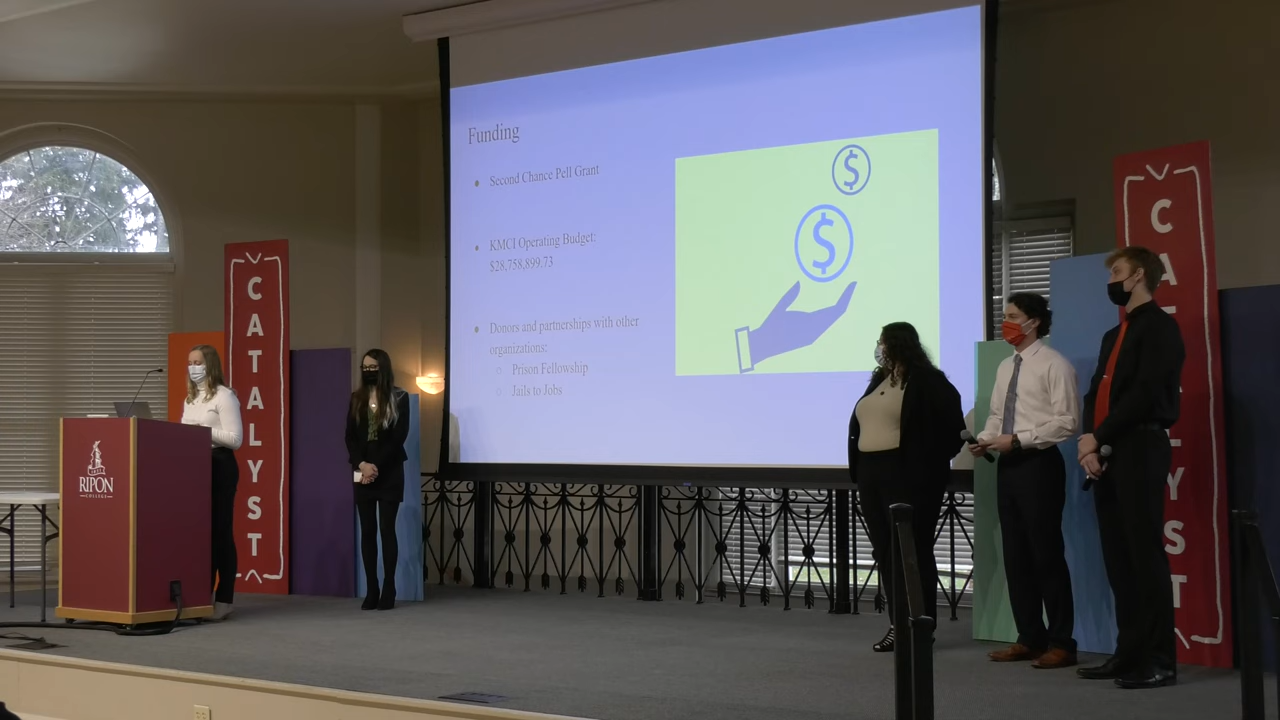 Funding
Second Chance Pell Grant
KMCI Operating Budget:
$28,758,899.73
Donors and partnerships with other
organizations:
Prison Fellowship
Jails to Jobs
$
$
CATALYST
CATALYST
RIPON
COLLEGE